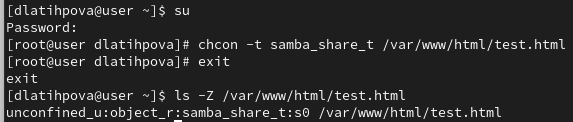 [dlatihpova@user ~]$ su
Password:
[root@user dlatihpova]# chcon -t samba_share_t /var/www/html/test.html
[root@user dlatihpova]# exit
exit
[dlatihpova@user ~]$ ls -Z /var/www/html/test.html
unconfined_u:object_r:samba_share_t:s0 /var/www/html/test.html